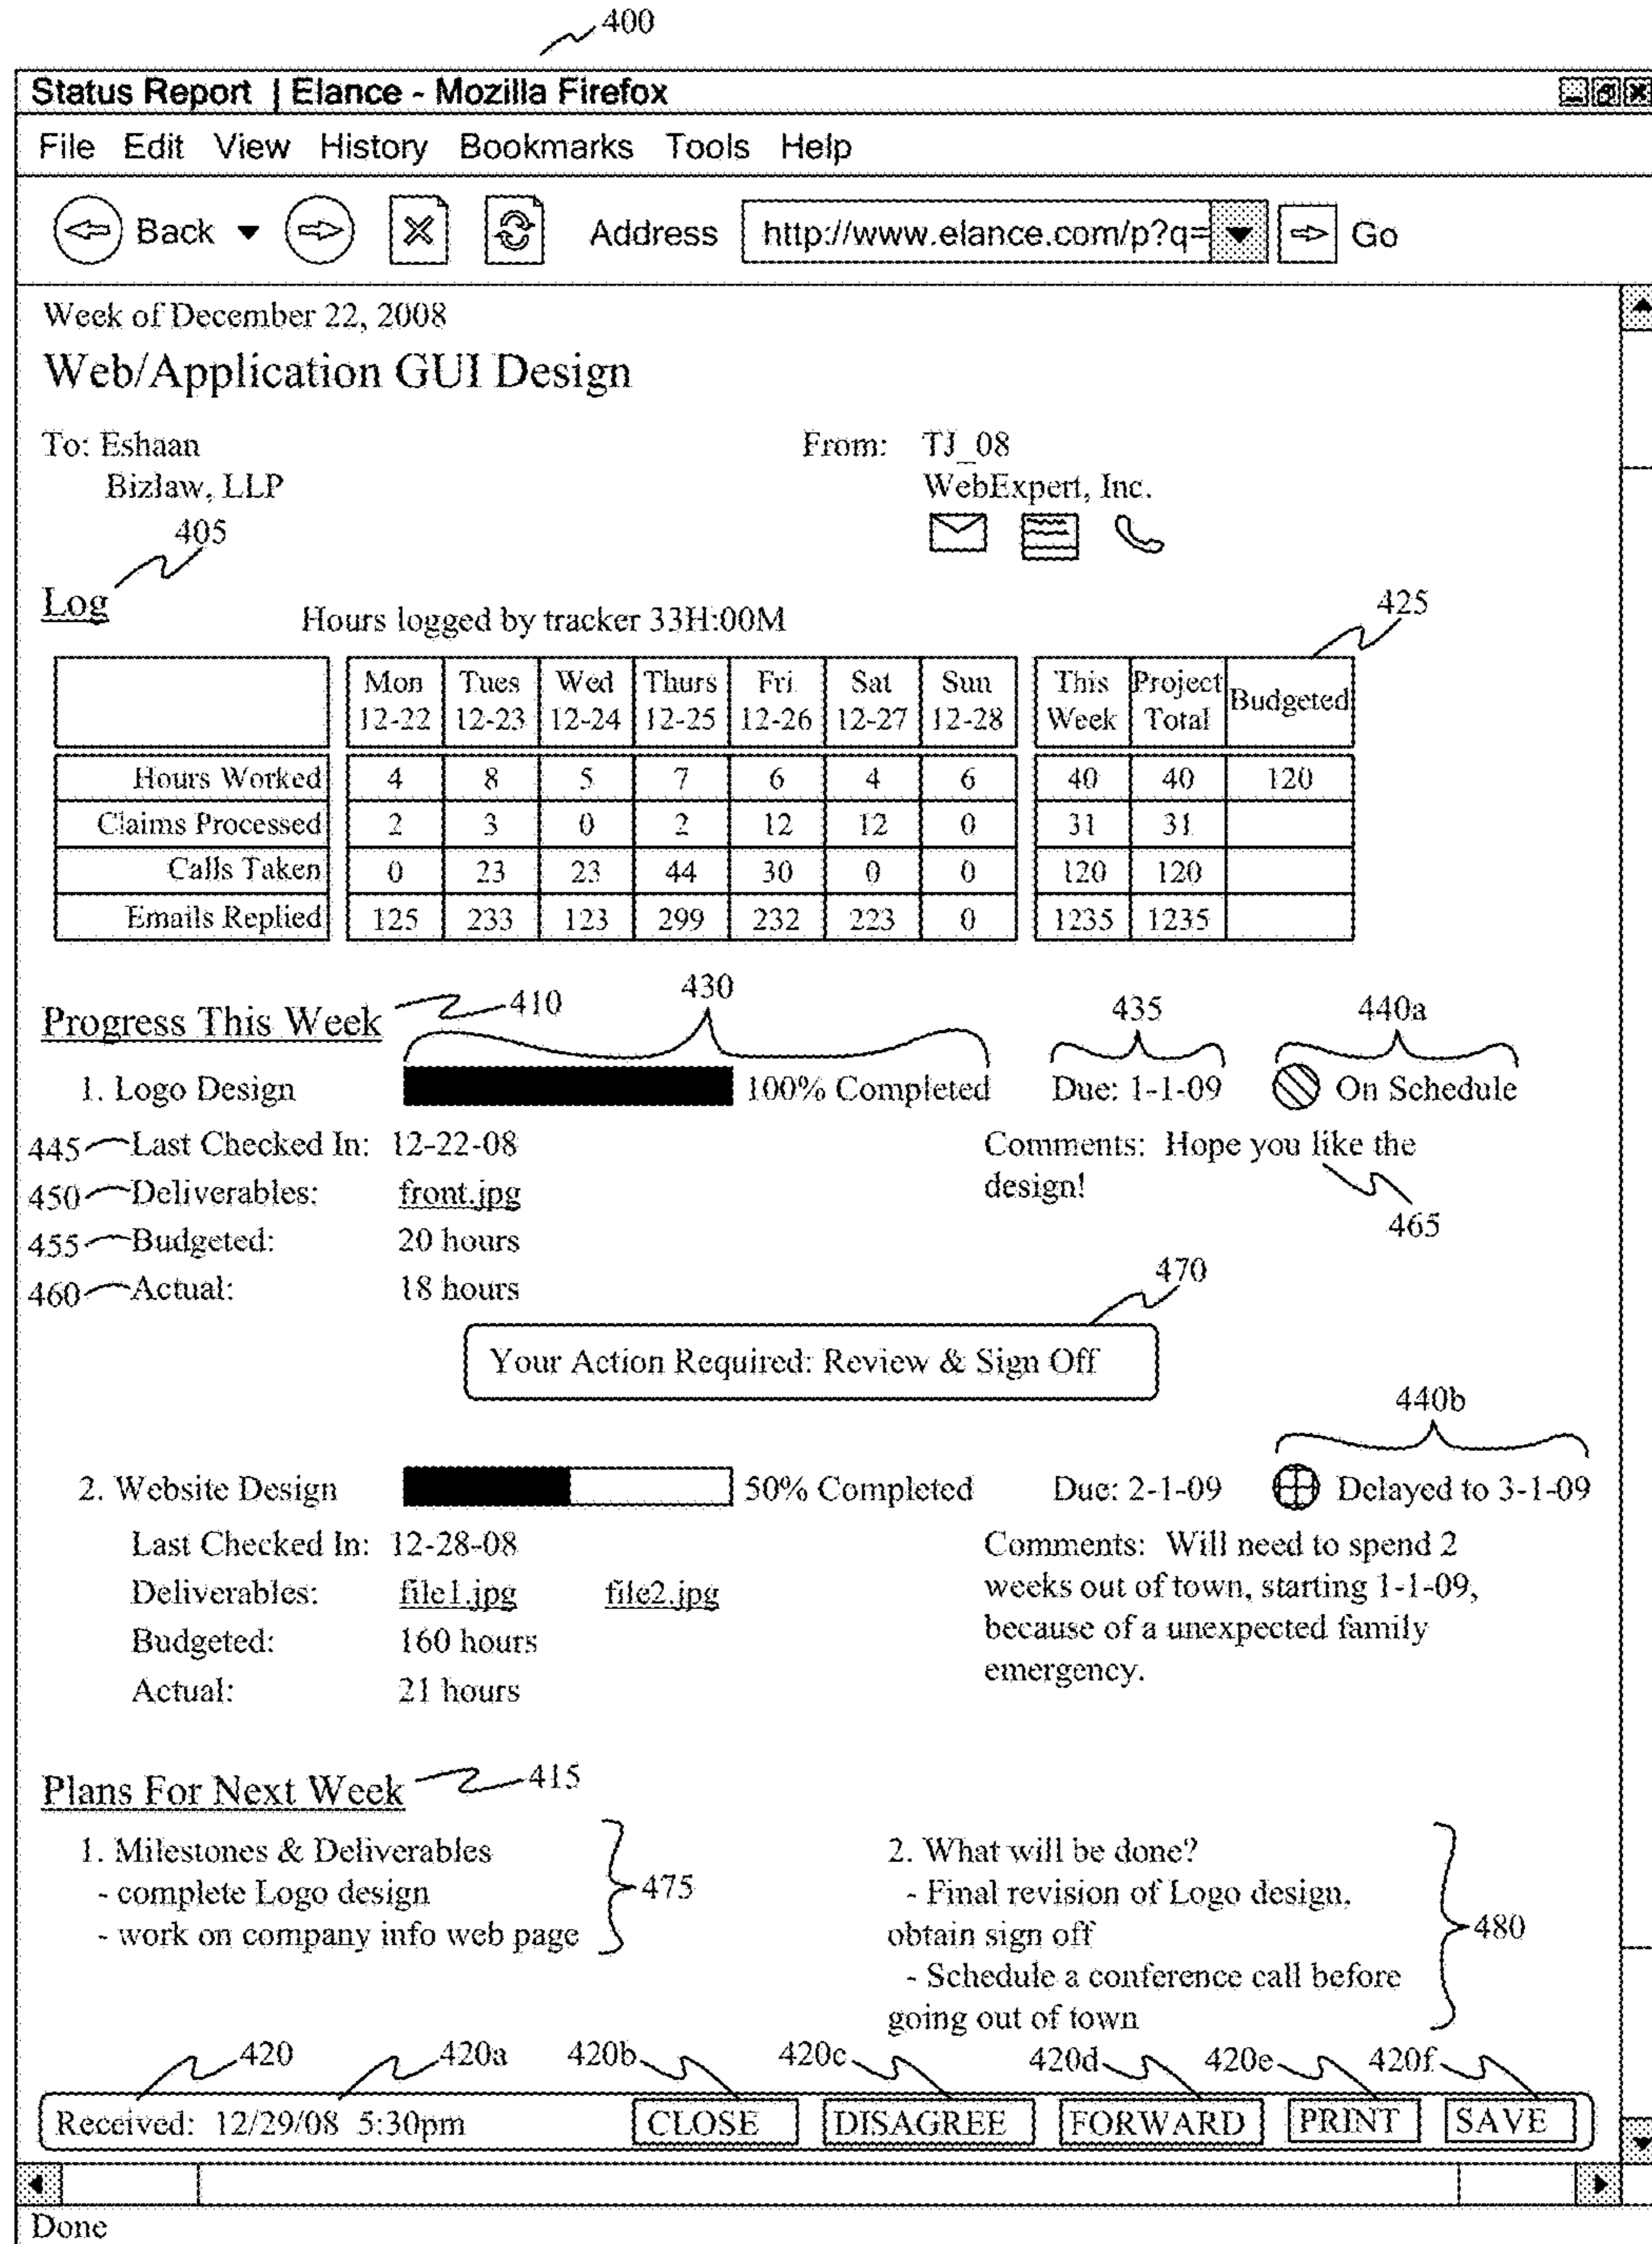 400
Status Report | Elance - Mozilla Firefox
File Edit View History Bookmarks Tools Help
Back Address http://www.elance.com/p?q= Go
Week of December 22, 2008
Web/Application GUI Design
To: Eshaan From: TJ_08
Bizlaw, LLP WebExpert, Inc.
405
Log
Hours logged by tracker 33H:00M
425
Mon Tues Wed Thurs Fri Sat Sun This Project Budgeted
12-22 12-23 12-24 12-25 12-26 12-27 12-28 Week Total
Hours Worked 4 8 5 7 6 4 6 40 40 120
Claims Processed 2 3 0 2 12 12 0 31 31
Calls Taken 0 23 23 44 30 0 0 120 120
Emails Replied 125 233 123 299 232 223 0 1235 1235
Progress This Week 410 430 435 440a
1. Logo Design 100% Completed Due: 1-1-09 On Schedule
445 Last Checked In: 12-22-08 Comments: Hope you like the
450 Deliverables: front.jpg design!
455 Budgeted: 20 hours 465
460 Actual: 18 hours
470
Your Action Required: Review & Sign Off
440b
2. Website Design 50% Completed Due: 2-1-09 Delayed to 3-1-09
Last Checked In: 12-28-08 Comments: Will need to spend 2
Deliverables: file1.jpg file2.jpg weeks out of town, starting 1-1-09,
Budgeted: 160 hours because of a unexpected family
Actual: 21 hours emergency.
Plans For Next Week 415
1. Milestones & Deliverables
- complete Logo design
- work on company info web page
475
2. What will be done?
- Final revision of Logo design,
obtain sign off
- Schedule a conference call before
going out of town
480
420 420a 420b 420c 420d 420e 420f
Received: 12/29/08 5:30pm CLOSE DISAGREE FORWARD PRINT SAVE
Done